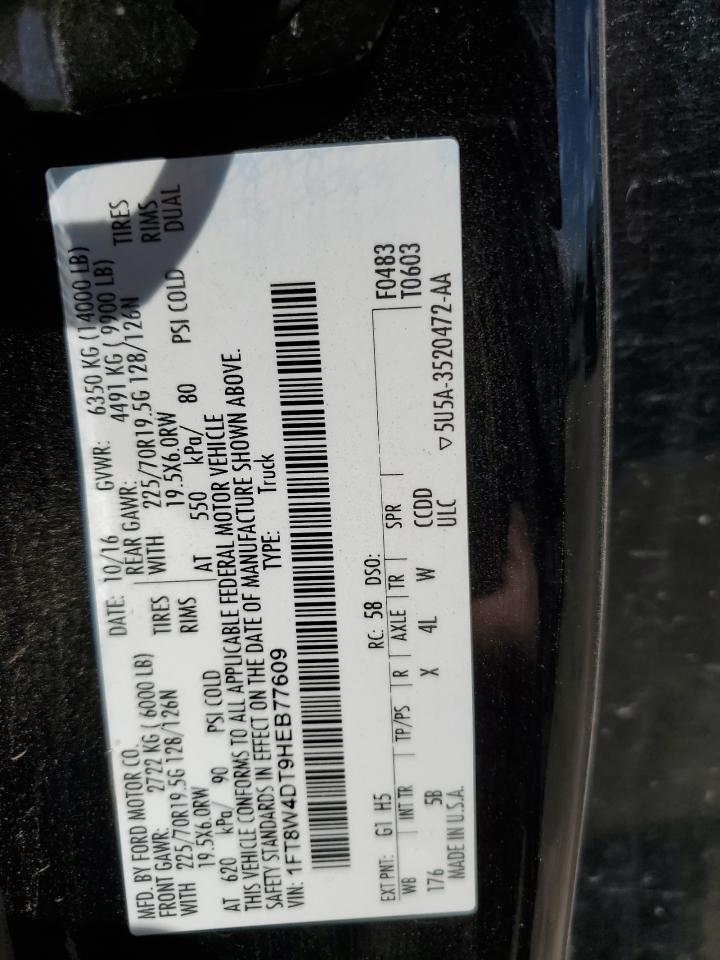 MFD. BY FORD MOTOR CO.
DATE: 10/16 GVWR: 6350 KG (14000 LB)
FRONT GAWR: 2722 KG ( 6000 LB) REAR GAWR: 4491 KG ( 9900 LB)
WITH 225/70R19.5G 128/126N TIRES WITH 225/70R19.5G 128/126N TIRES
19.5X6.0RW RIMS 19.5X6.0RW RIMS
AT 620 kPa/ 90 PSI COLD AT 550 kPa/ 80 PSI COLD DUAL
THIS VEHICLE CONFORMS TO ALL APPLICABLE FEDERAL MOTOR VEHICLE
SAFETY STANDARDS IN EFFECT ON THE DATE OF MANUFACTURE SHOWN ABOVE.
VIN: 1FT8W4DT9HEB77609 TYPE: Truck
EXT PNT: G1 H5 RC: 5B DSO: F0483
WB INT TR TP/PS R AXLE TR SPR T0603
176 5B X 4L W CCDD
MADE IN U.S.A. ULC ▽5U5A-3520472-AA